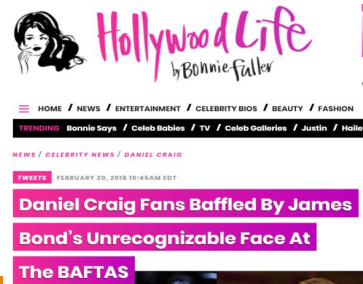 Hollywood Life
by Bonnie Fuller
HOME / NEWS / ENTERTAINMENT / CELEBRITY BIOS / BEAUTY / FASHION
TRENDING Bonnie Says / Celeb Babies / TV / Celeb Galleries / Justin / Haile
NEWS / CELEBRITY NEWS / DANIEL CRAIG
TWEETS FEBRUARY 20, 2018 10:45AM EDT
Daniel Craig Fans Baffled By James
Bond's Unrecognizable Face At
The BAFTAS